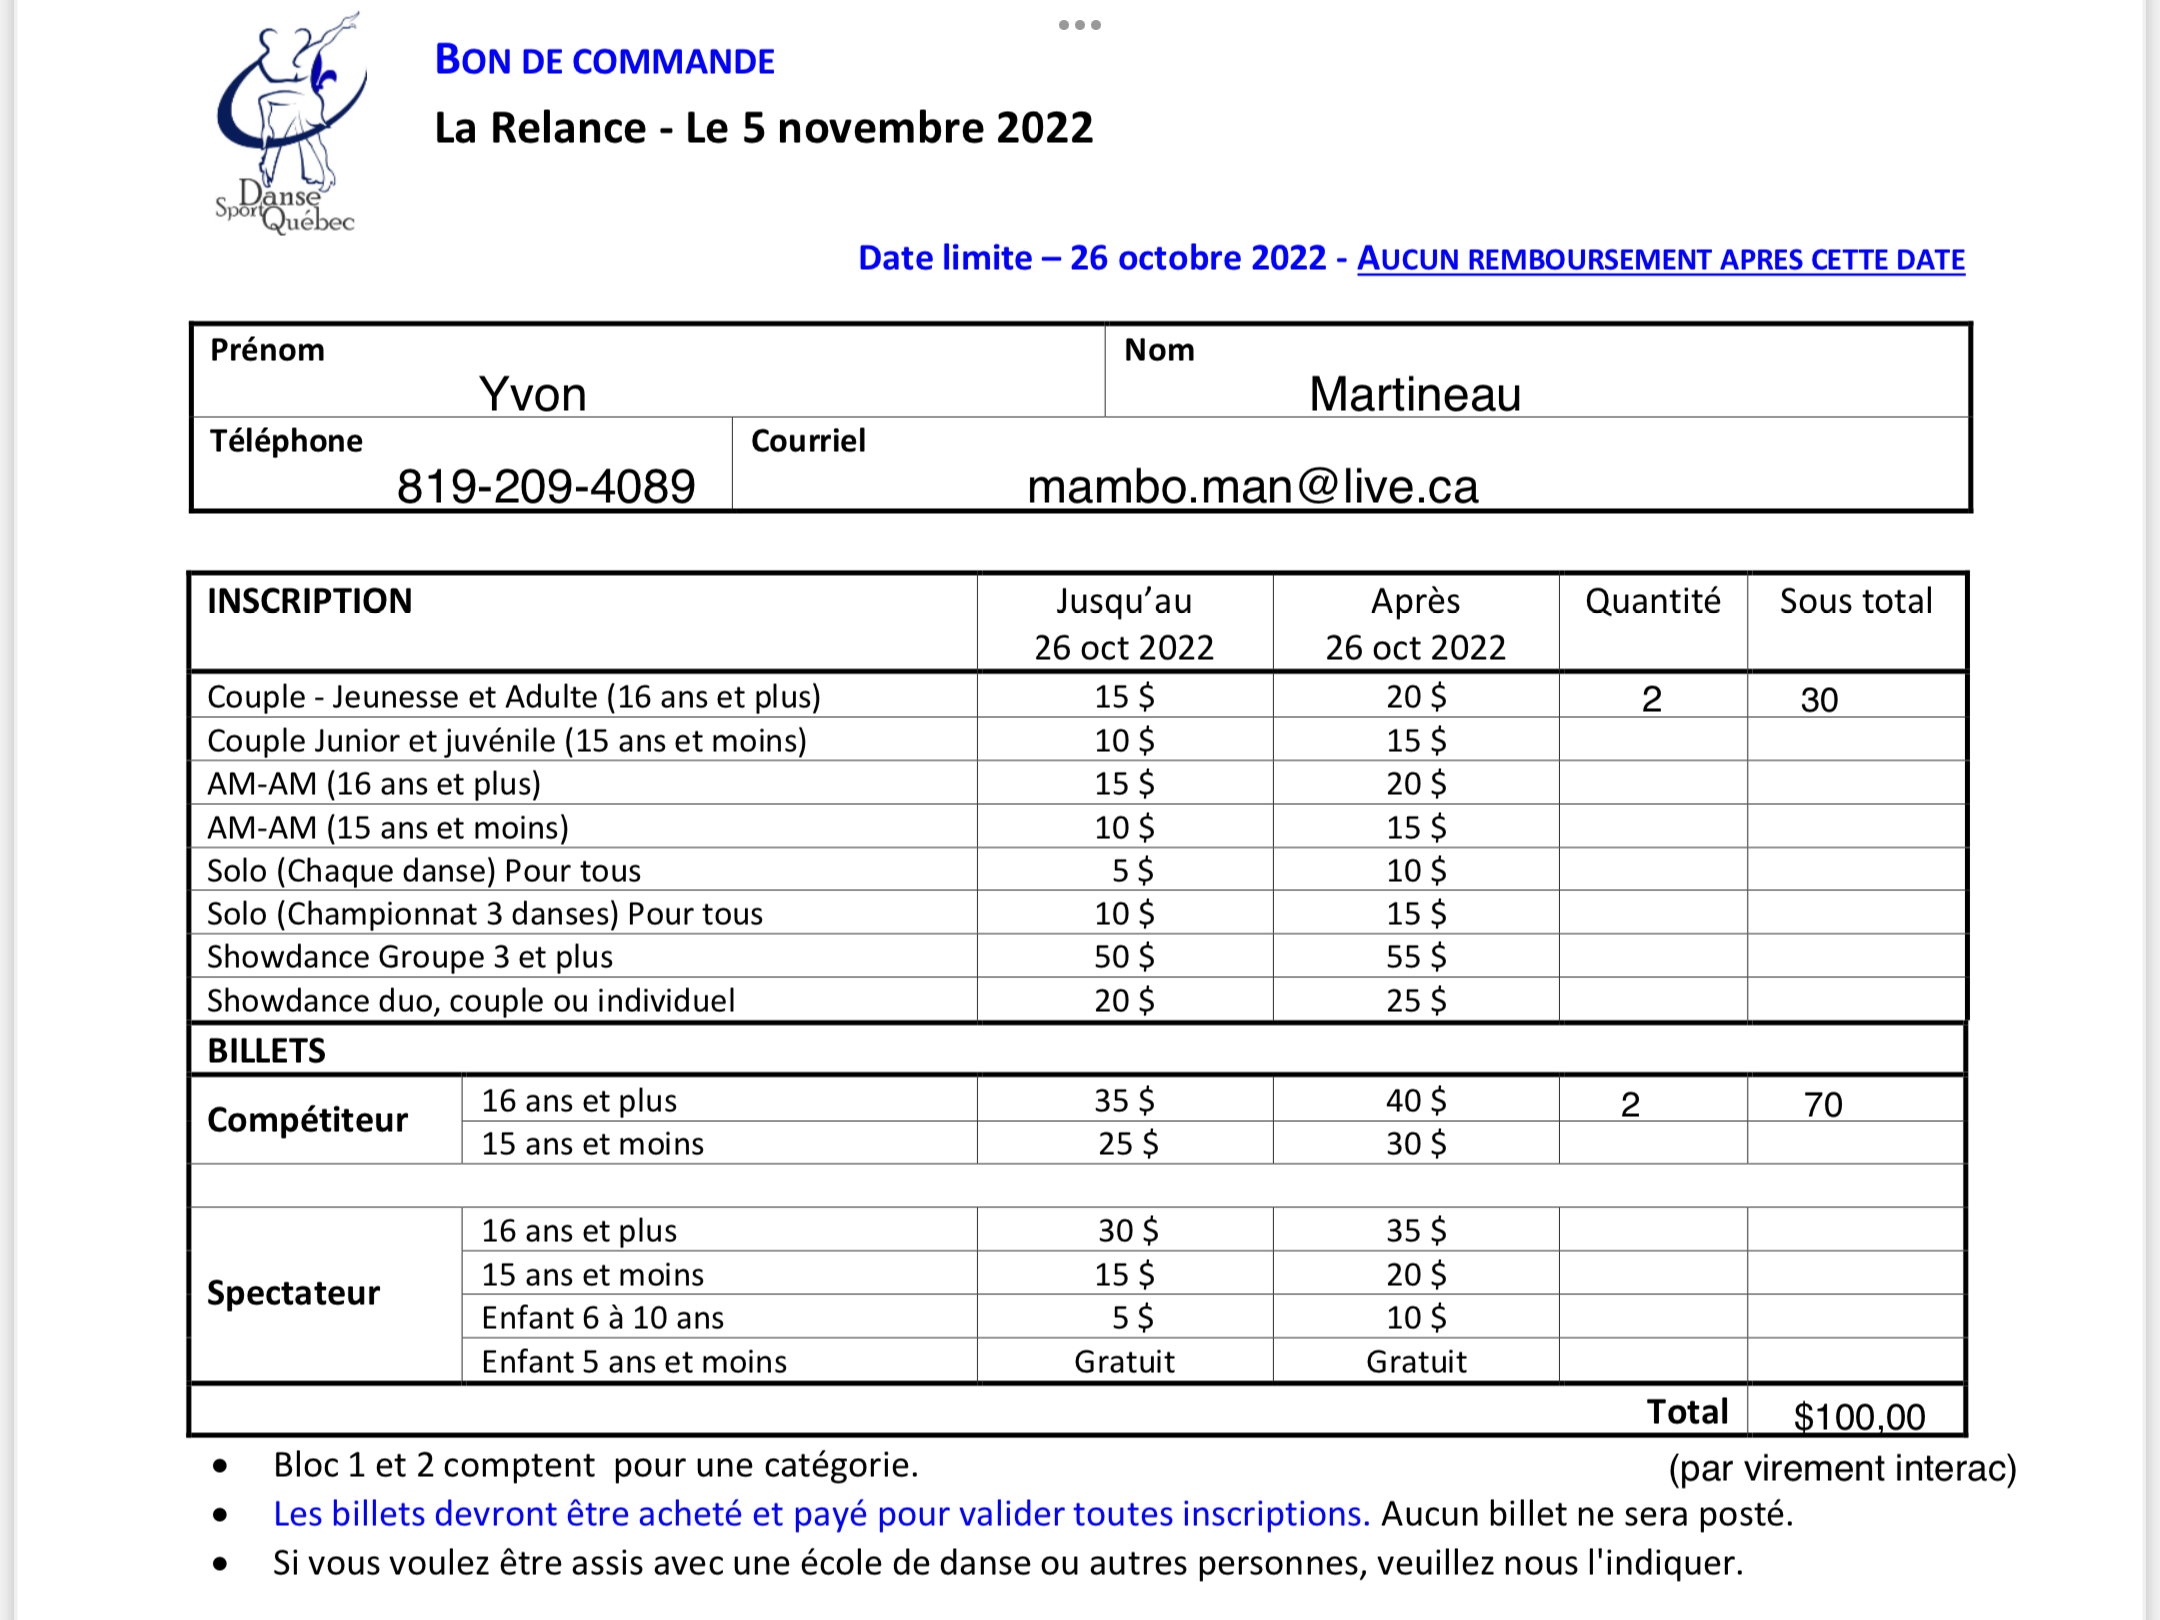 Danse
Sport Québec
BON DE COMMANDE
La Relance - Le 5 novembre 2022
Date limite – 26 octobre 2022 - AUCUN REMBOURSEMENT APRES CETTE DATE
Prénom Nom
Yvon Martineau
Téléphone Courriel
819-209-4089 mambo.man@live.ca
INSCRIPTION Jusqu’au Après Quantité Sous total
26 oct 2022 26 oct 2022
Couple - Jeunesse et Adulte (16 ans et plus) 15 $ 20 $ 2 30
Couple Junior et juvénile (15 ans et moins) 10 $ 15 $
AM-AM (16 ans et plus) 15 $ 20 $
AM-AM (15 ans et moins) 10 $ 15 $
Solo (Chaque danse) Pour tous 5 $ 10 $
Solo (Championnat 3 danses) Pour tous 10 $ 15 $
Showdance Groupe 3 et plus 50 $ 55 $
Showdance duo, couple ou individuel 20 $ 25 $
BILLETS
Compétiteur
16 ans et plus 35 $ 40 $ 2 70
15 ans et moins 25 $ 30 $
Spectateur
16 ans et plus 30 $ 35 $
15 ans et moins 15 $ 20 $
Enfant 6 à 10 ans 5 $ 10 $
Enfant 5 ans et moins Gratuit Gratuit
Total $100,00
• Bloc 1 et 2 comptent pour une catégorie. (par virement interac)
• Les billets devront être acheté et payé pour valider toutes inscriptions. Aucun billet ne sera posté.
• Si vous voulez être assis avec une école de danse ou autres personnes, veuillez nous l'indiquer.